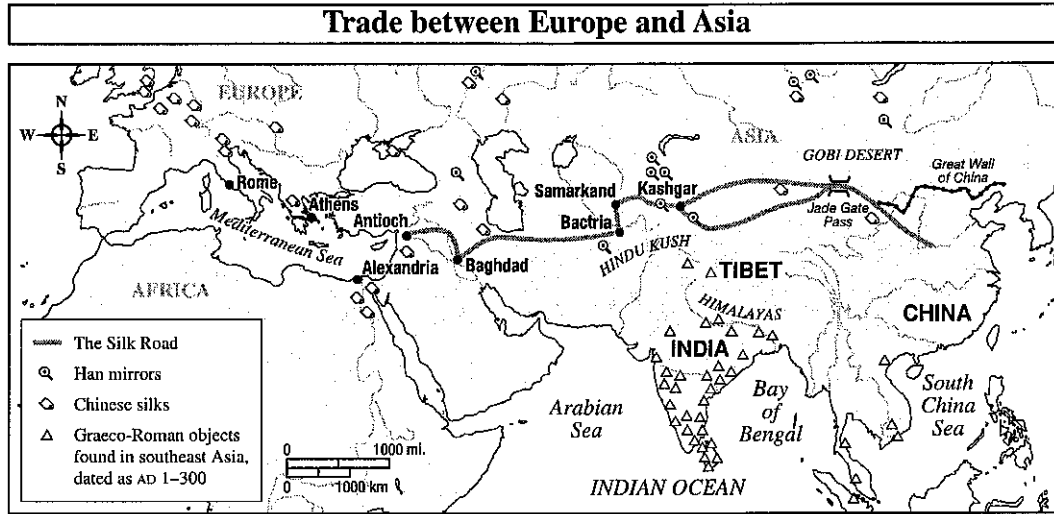 Trade between Europe and Asia
EUROPE
N
W
E
S
ASIA
GOBI DESERT
Great Wall
of China
Rome
Samarkand
Kashgar
Athens
Antioch
Jade Gate
Pass
Mediterranean Sea
Bactria
HINDU KUSH
Baghdad
Alexandria
TIBET
AFRICA
HIMALAYAS
CHINA
INDIA
The Silk Road
Han mirrors
Chinese silks
Graeco-Roman objects
found in southeast Asia,
dated as AD 1–300
Arabian
Sea
Bay
of
Bengal
South
China
Sea
0
1000 mi.
0
1000 km
INDIAN OCEAN